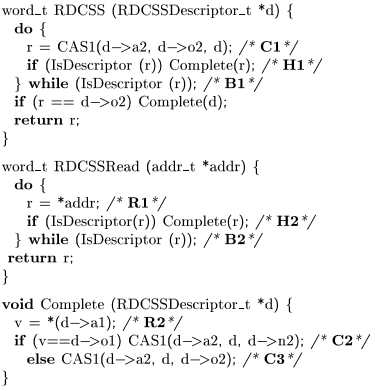 word_t RDCSS (RDCSSDescriptor_t *d) {
do {
r = CAS1(d->a2, d->o2, d); /* C1*/
if (IsDescriptor (r)) Complete(r); /* H1*/
} while (IsDescriptor (r)); /* B1*/
if (r == d->o2) Complete(d);
return r;
}
word_t RDCSSRead (addr_t *addr) {
do {
r = *addr; /* R1*/
if (IsDescriptor(r)) Complete(r); /* H2*/
} while (IsDescriptor (r)); /* B2*/
return r;
}
void Complete (RDCSSDescriptor_t *d) {
v = *(d->a1); /* R2*/
if (v==d->o1) CAS1(d->a2, d, d->n2); /* C2*/
else CAS1(d->a2, d, d->o2); /* C3*/
}